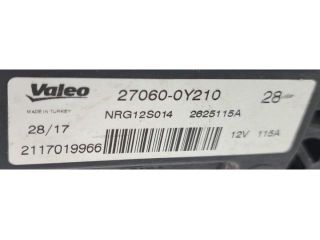 Valeo 27060-0Y210 28
MADE IN TURKEY NRG12S014 2625115A
28/17 12V 115A
2117019966